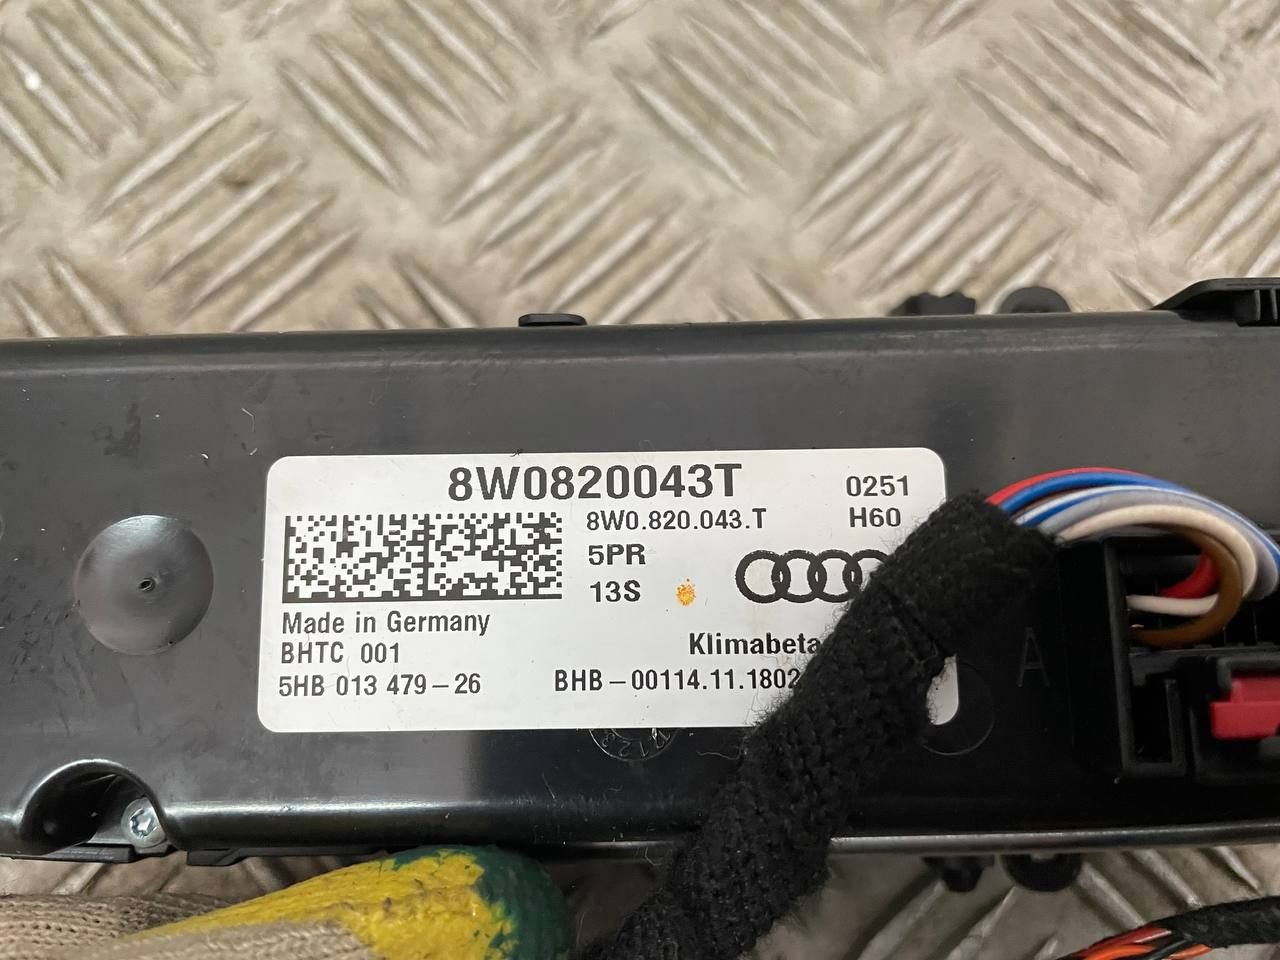 8W0820043T
0251
8W0.820.043.T
H60
5PR
13S
Made in Germany
BHTC 001
Klimabeta
5HB 013 479-26
BHB-00114.11.1802
A